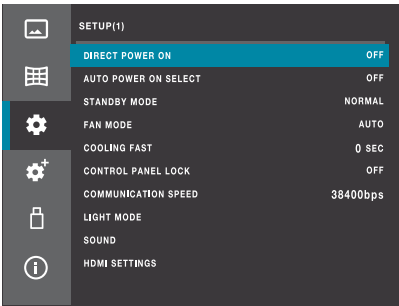 SETUP(1)
DIRECT POWER ON OFF
AUTO POWER ON SELECT OFF
STANDBY MODE NORMAL
FAN MODE AUTO
COOLING FAST 0 SEC
CONTROL PANEL LOCK OFF
COMMUNICATION SPEED 38400bps
LIGHT MODE
SOUND
HDMI SETTINGS